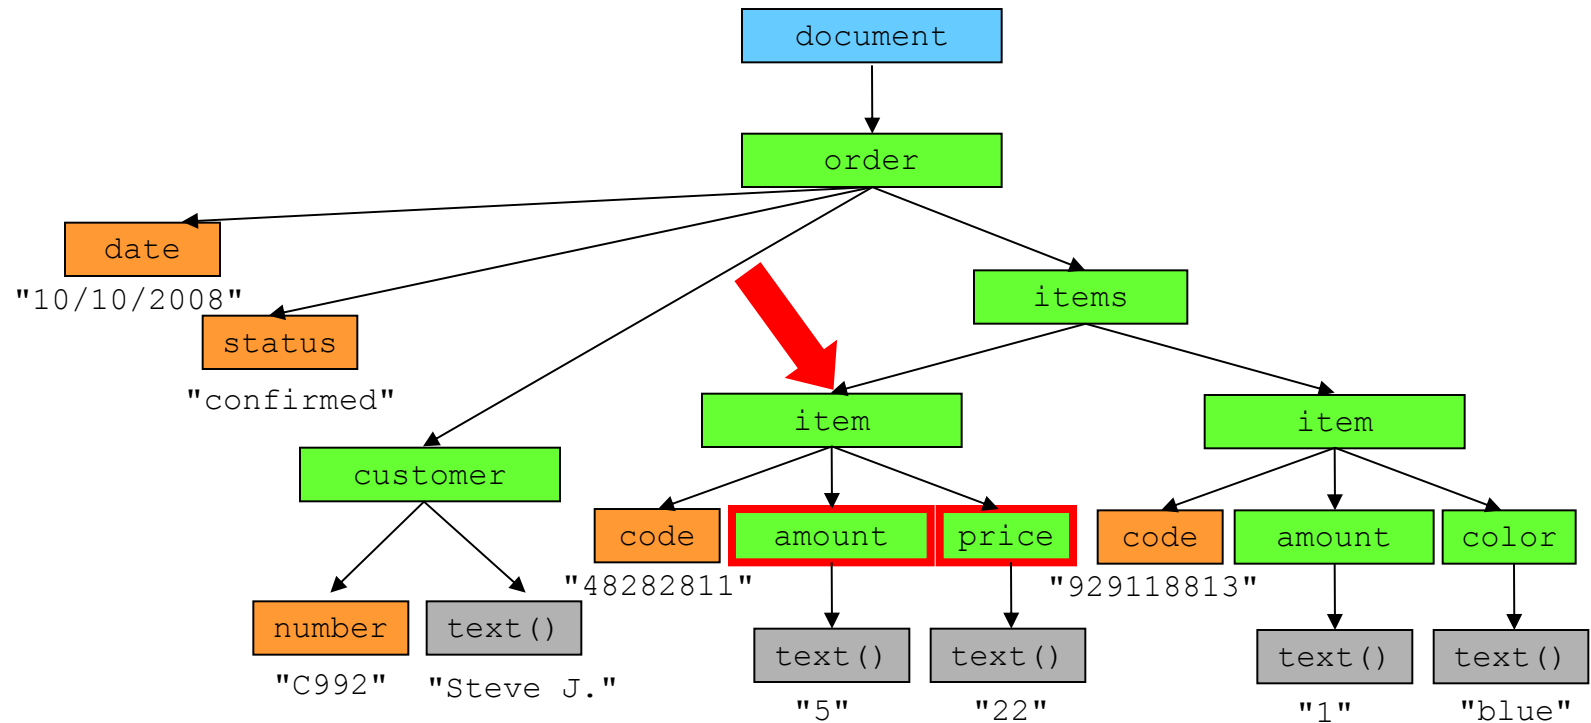 document
order
date
"10/10/2008"
status
"confirmed"
items
item
item
customer
code
"48282811"
amount
price
code
"929118813"
amount
color
number
"C992"
text()
"Steve J."
text()
"5"
text()
"22"
text()
"1"
text()
"blue"